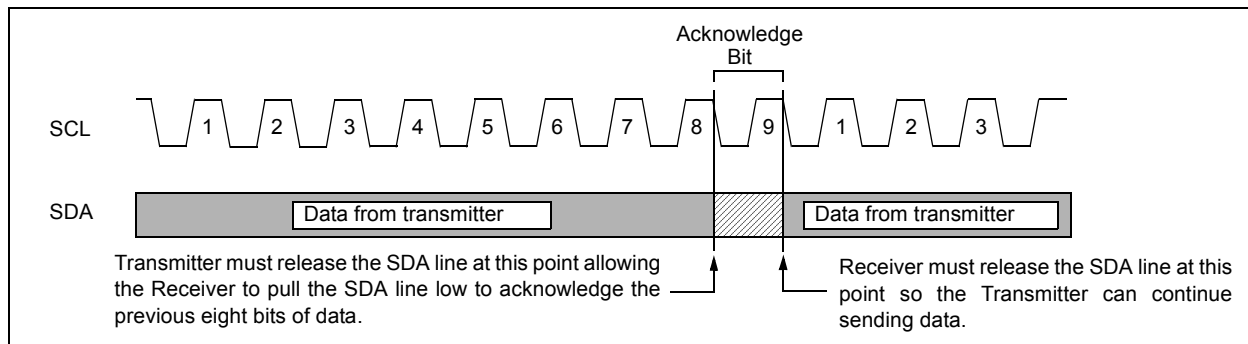 Acknowledge
Bit
SCL
1 2 3 4 5 6 7 8 9 1 2 3
SDA
Data from transmitter
Data from transmitter
Transmitter must release the SDA line at this point allowing
the Receiver to pull the SDA line low to acknowledge the
previous eight bits of data.
Receiver must release the SDA line at this
point so the Transmitter can continue
sending data.